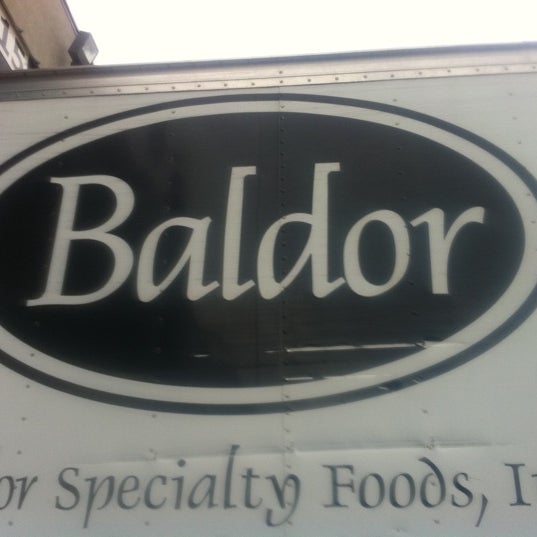 Baldor
or Specialty Foods, I